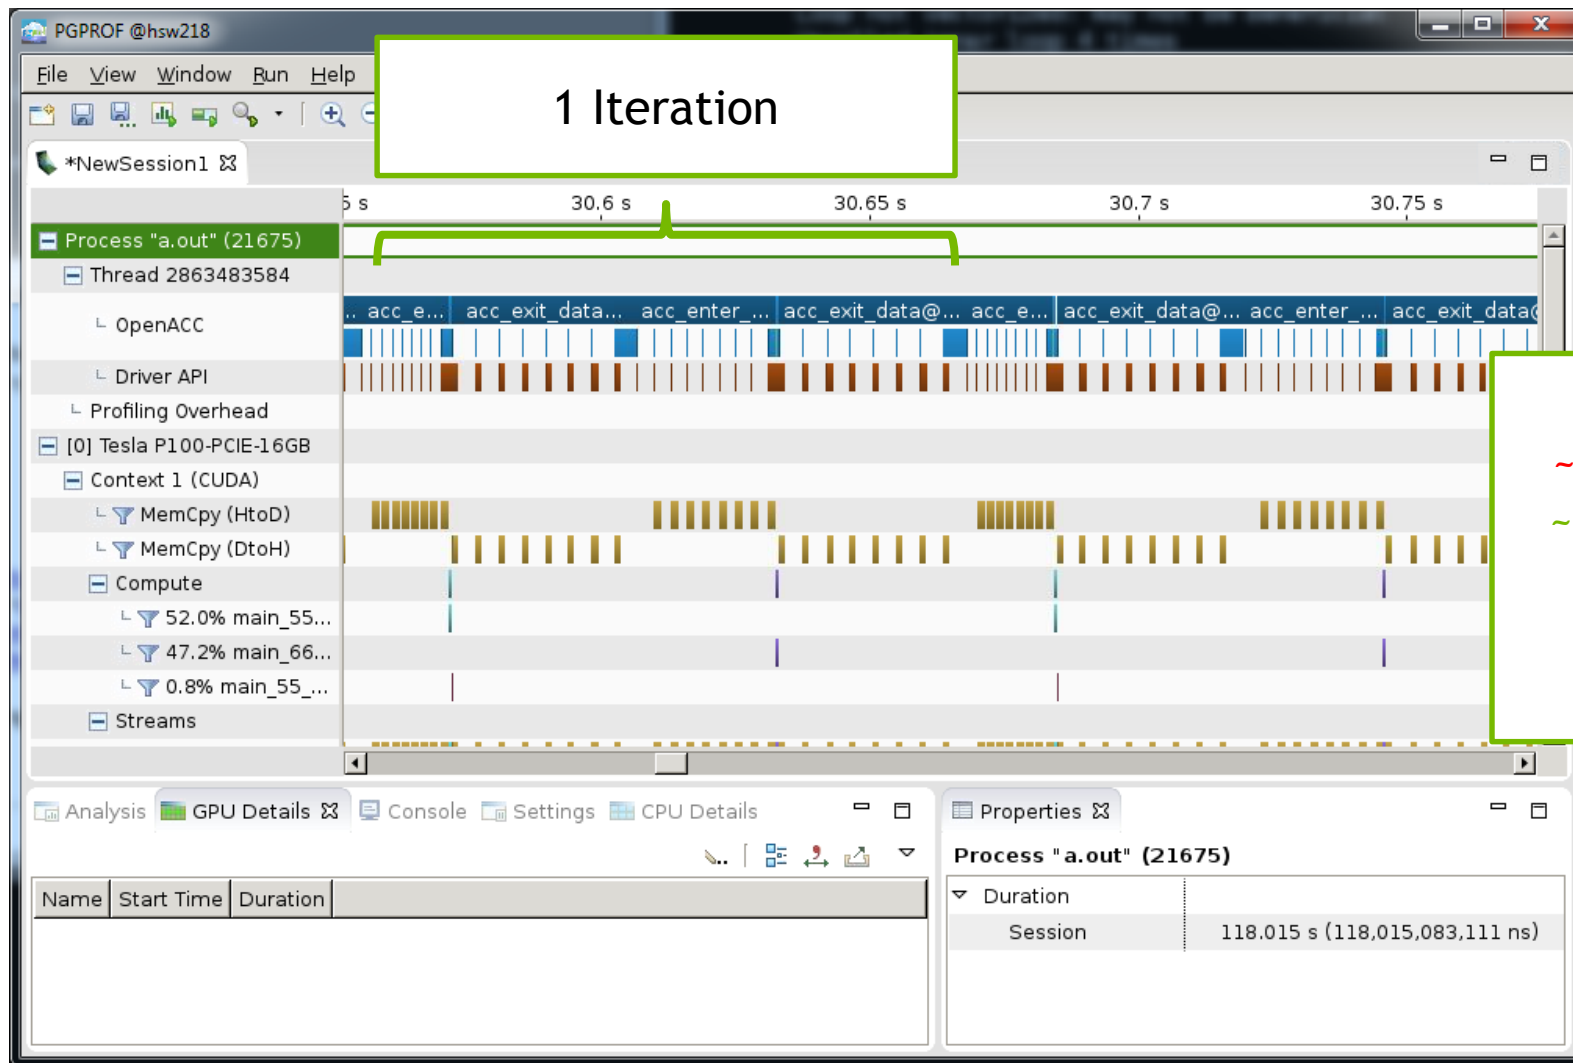 PGPROF @hsw218
File View Window Run Help
1 Iteration
*NewSession1
5 s 30.6 s 30.65 s 30.7 s 30.75 s
Process "a.out" (21675)
Thread 2863483584
OpenACC
.. acc_e... acc_exit_data... acc_enter_... acc_exit_data@... acc_e... acc_exit_data@... acc_enter_... acc_exit_data@
Driver API
Profiling Overhead
[0] Tesla P100-PCIE-16GB
Context 1 (CUDA)
MemCpy (HtoD)
MemCpy (DtoH)
Compute
52.0% main_55...
47.2% main_66...
0.8% main_55_...
Streams
~
~
Analysis GPU Details Console Settings CPU Details
Name Start Time Duration
Properties
Process "a.out" (21675)
Duration
Session 118.015 s (118,015,083,111 ns)